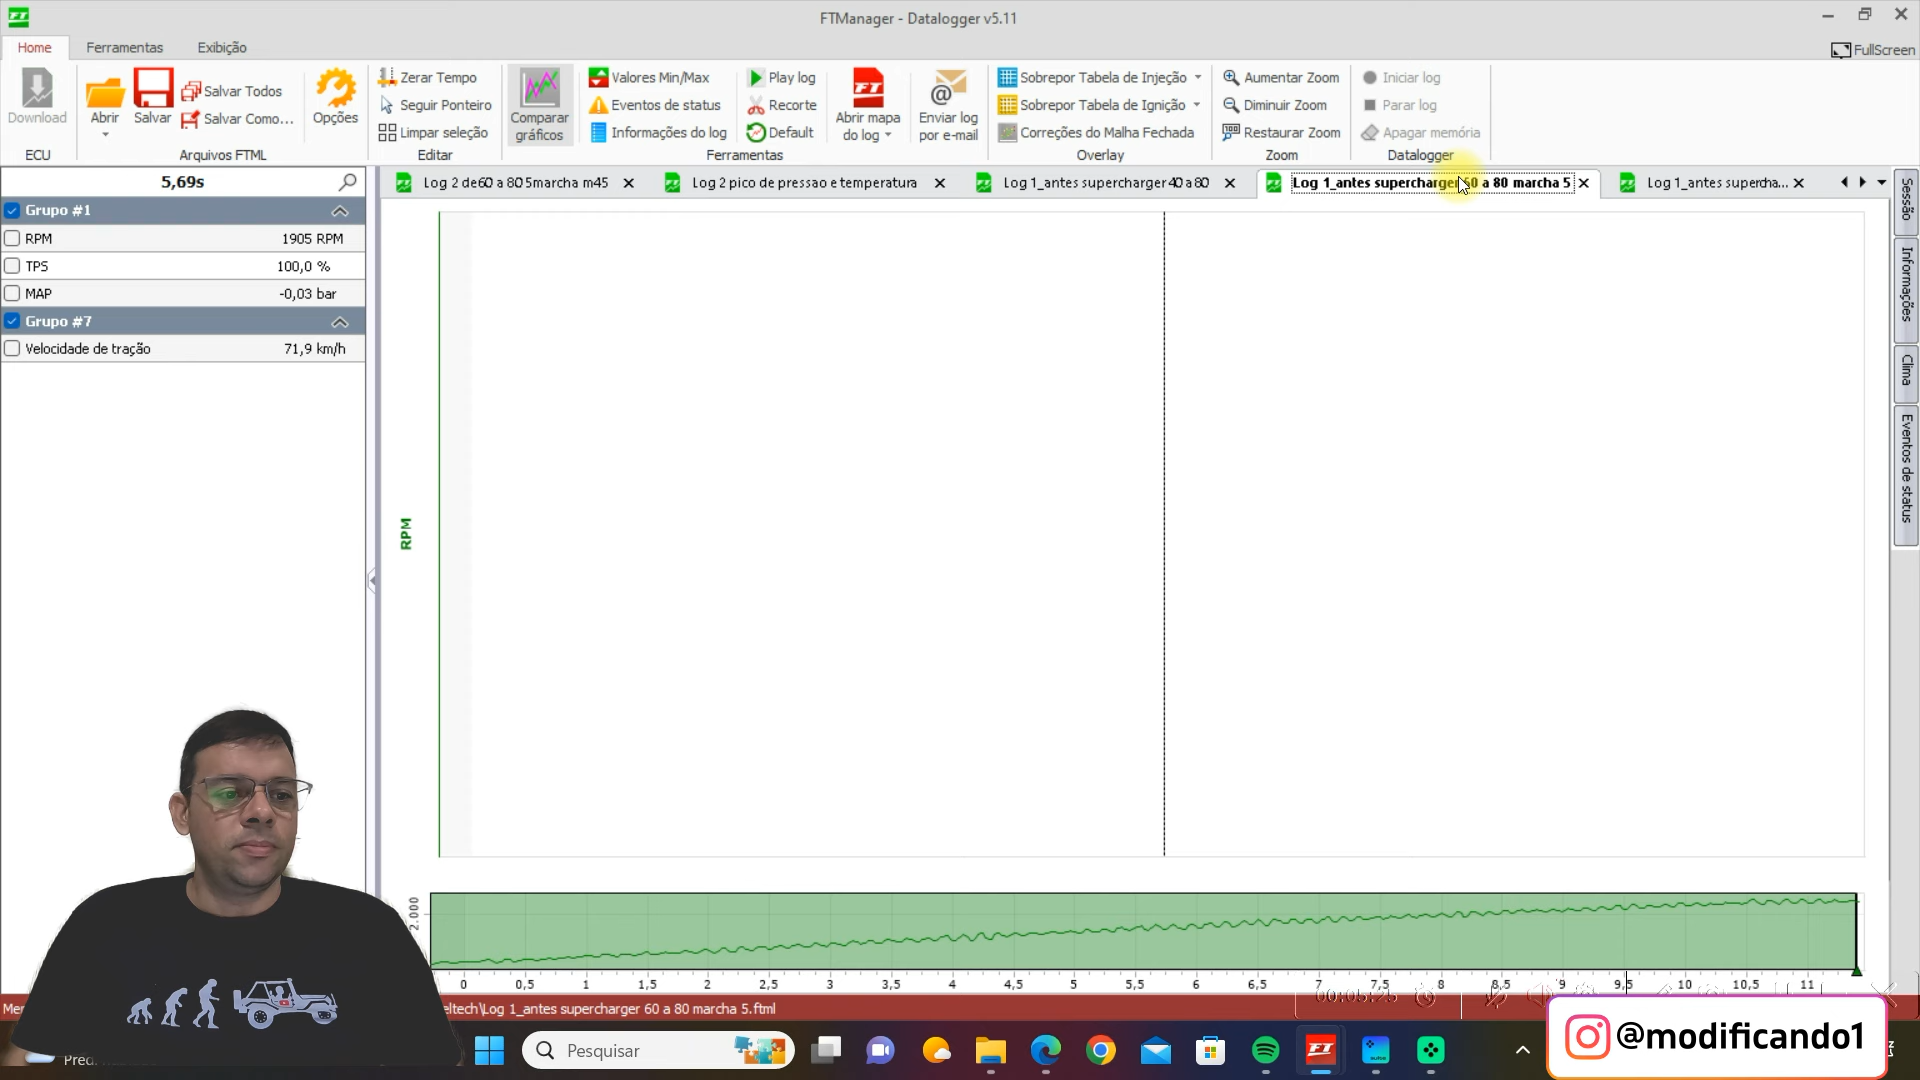 FTManager - Datalogger v5.11
Home Ferramentas Exibição FullScreen
Download
ECU
Abrir Salvar Salvar Todos
Salvar Como...
Arquivos FTML
Opções
Zerar Tempo
Seguir Ponteiro
Limpar seleção
Editar
Comparar
gráficos
Valores Min/Max
Eventos de status
Informações do log
Play log
Recorte
Default
Abrir mapa
do log
Enviar log
por e-mail
Ferramentas
Sobrepor Tabela de Injeção
Sobrepor Tabela de Ignição
Correções do Malha Fechada
Overlay
Aumentar Zoom
Diminuir Zoom
Restaurar Zoom
Zoom
Iniciar log
Parar log
Apagar memória
Datalogger
5,69s
Log 2 de60 a 80 5marcha m45
Log 2 pico de pressao e temperatura
Log 1_antes supercharger 40 a 80
Log 1_antes supercharger 60 a 80 marcha 5
Log 1_antes supercha...
Grupo #1
RPM 1905 RPM
TPS 100,0 %
MAP -0,03 bar
Grupo #7
Velocidade de tração 71,9 km/h
Sessão
Informações
Clima
Eventos de status
RPM
2.000
0 0,5 1 1,5 2 2,5 3 3,5 4 4,5 5 5,5 6 6,5 7 7,5 8 8,5 9 9,5 10 10,5 11
00:05:25
eltech\Log 1_antes supercharger 60 a 80 marcha 5.ftml
Pesquisar
@modificando1